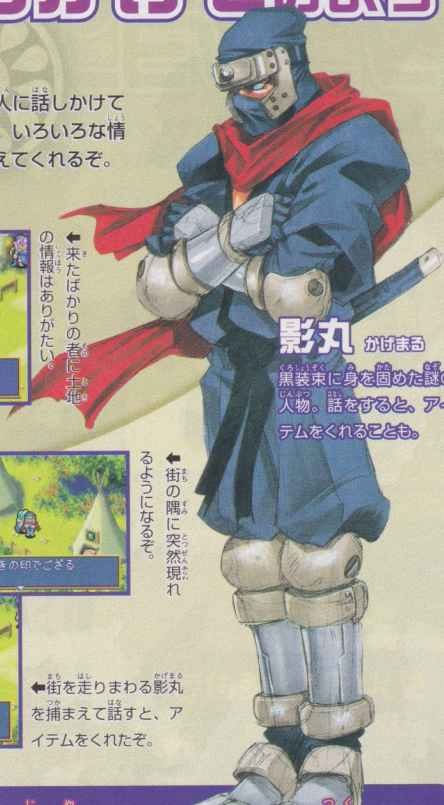 人に話しかけて
、いろいろな情
えてくれるぞ。
←来たばかりの者に土地
の情報はありがたい。
影丸 かげまる
黒装束に身を固めた謎
人物。話をすると、アイ
テムをくれることも。
←街の隅に突然現れ
るようになるぞ。
きの印でござる
←街を走りまわる影丸
を捕まえて話すと、ア
イテムをくれたぞ。